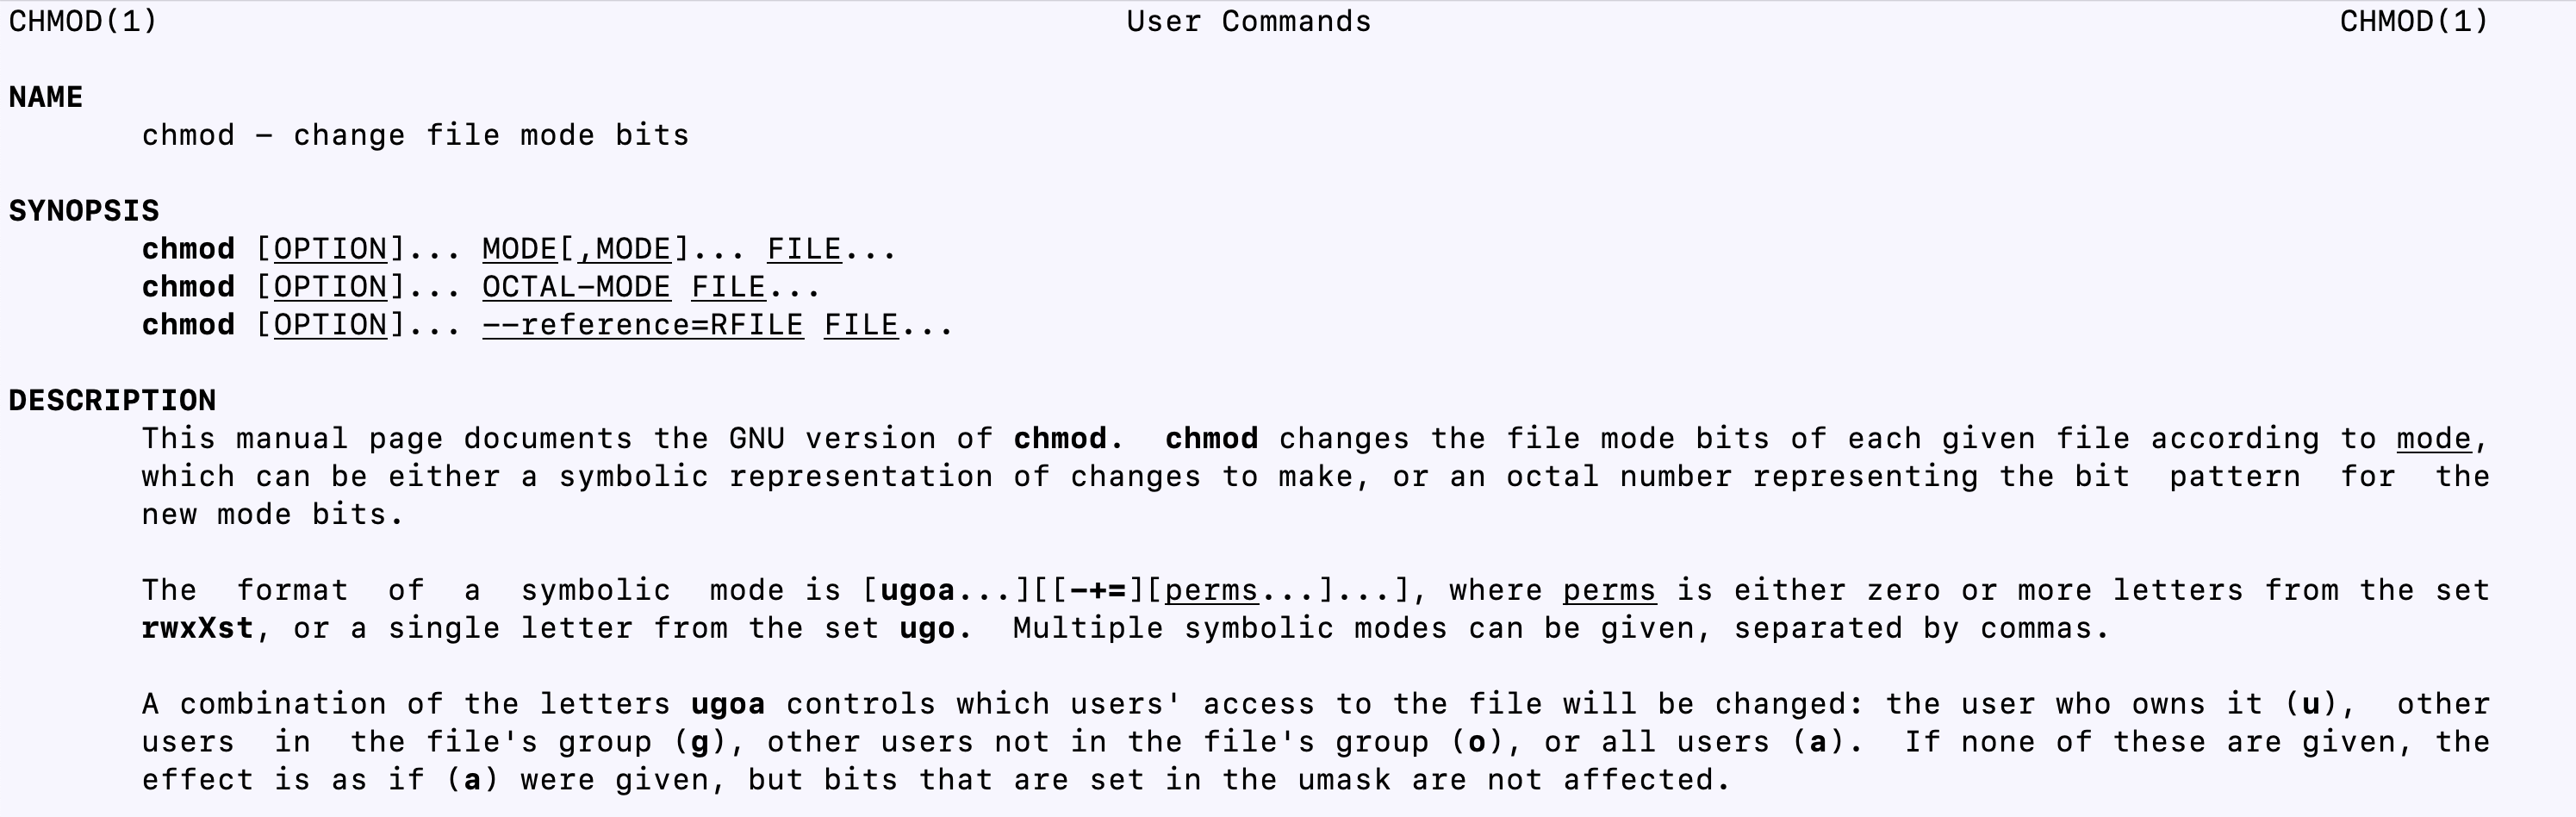 CHMOD(1) User Commands CHMOD(1)
NAME
chmod - change file mode bits
SYNOPSIS
chmod [OPTION]... MODE[,MODE]... FILE...
chmod [OPTION]... OCTAL-MODE FILE...
chmod [OPTION]... --reference=RFILE FILE...
DESCRIPTION
This manual page documents the GNU version of chmod.  chmod changes the file mode bits of each given file according to mode,
which can be either a symbolic representation of changes to make, or an octal number representing the bit  pattern  for  the
new mode bits.
The  format  of  a  symbolic  mode is [ugoa...][[-+=][perms...]...], where perms is either zero or more letters from the set
rwxXst, or a single letter from the set ugo.  Multiple symbolic modes can be given, separated by commas.
A combination of the letters ugoa controls which users' access to the file will be changed: the user who owns it (u),  other
users  in  the file's group (g), other users not in the file's group (o), or all users (a).  If none of these are given, the
effect is as if (a) were given, but bits that are set in the umask are not affected.